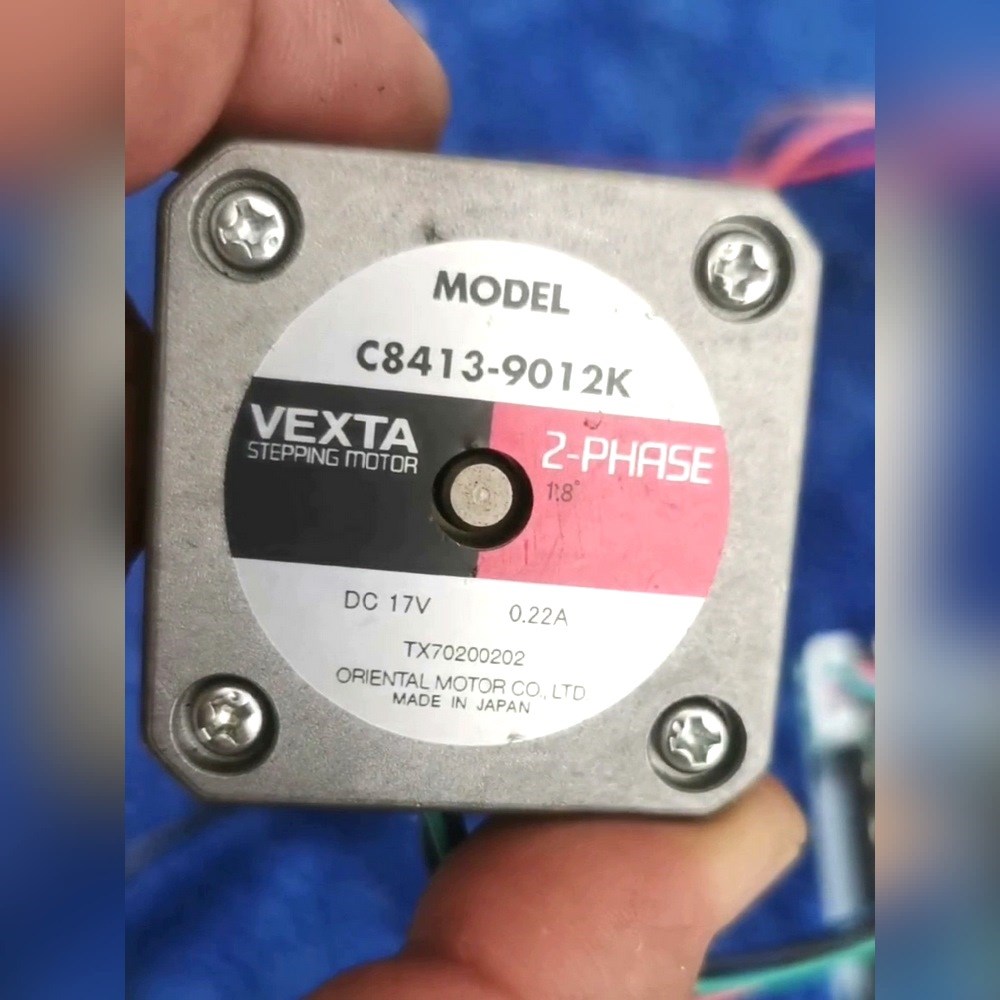 MODEL
C8413-9012K
VEXTA
STEPPING MOTOR
2-PHASE
1.8°
DC 17V 0.22A
TX70200202
ORIENTAL MOTOR CO., LTD
MADE IN JAPAN